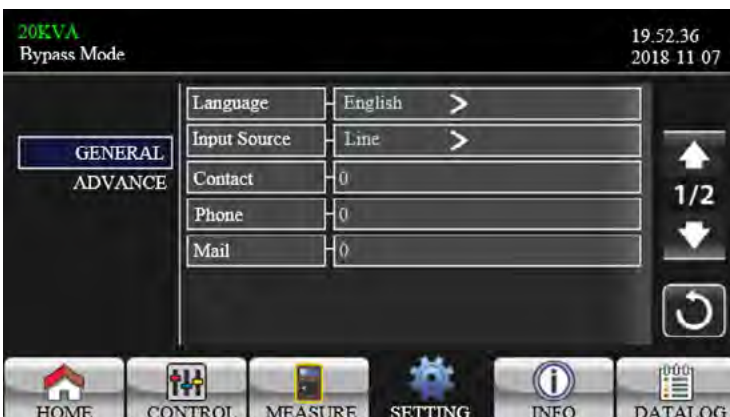 20KVA
Bypass Mode
19.52.36
2018-11-07
GENERAL
ADVANCE
Language English >
Input Source Line >
Contact 0
Phone 0
Mail 0
1/2
HOME CONTROL MEASURE SETTING INFO DATALOG